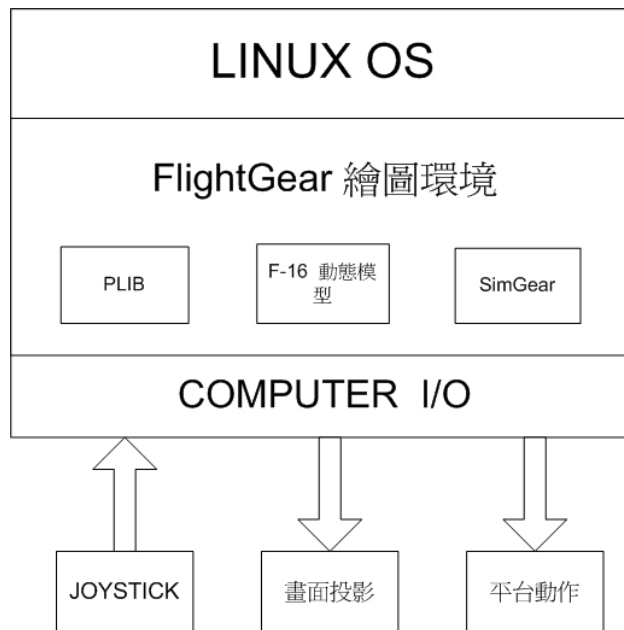 LINUX OS
FlightGear 繪圖環境
PLIB
F-16 動態模
型
SimGear
COMPUTER I/O
JOYSTICK
畫面投影
平台動作